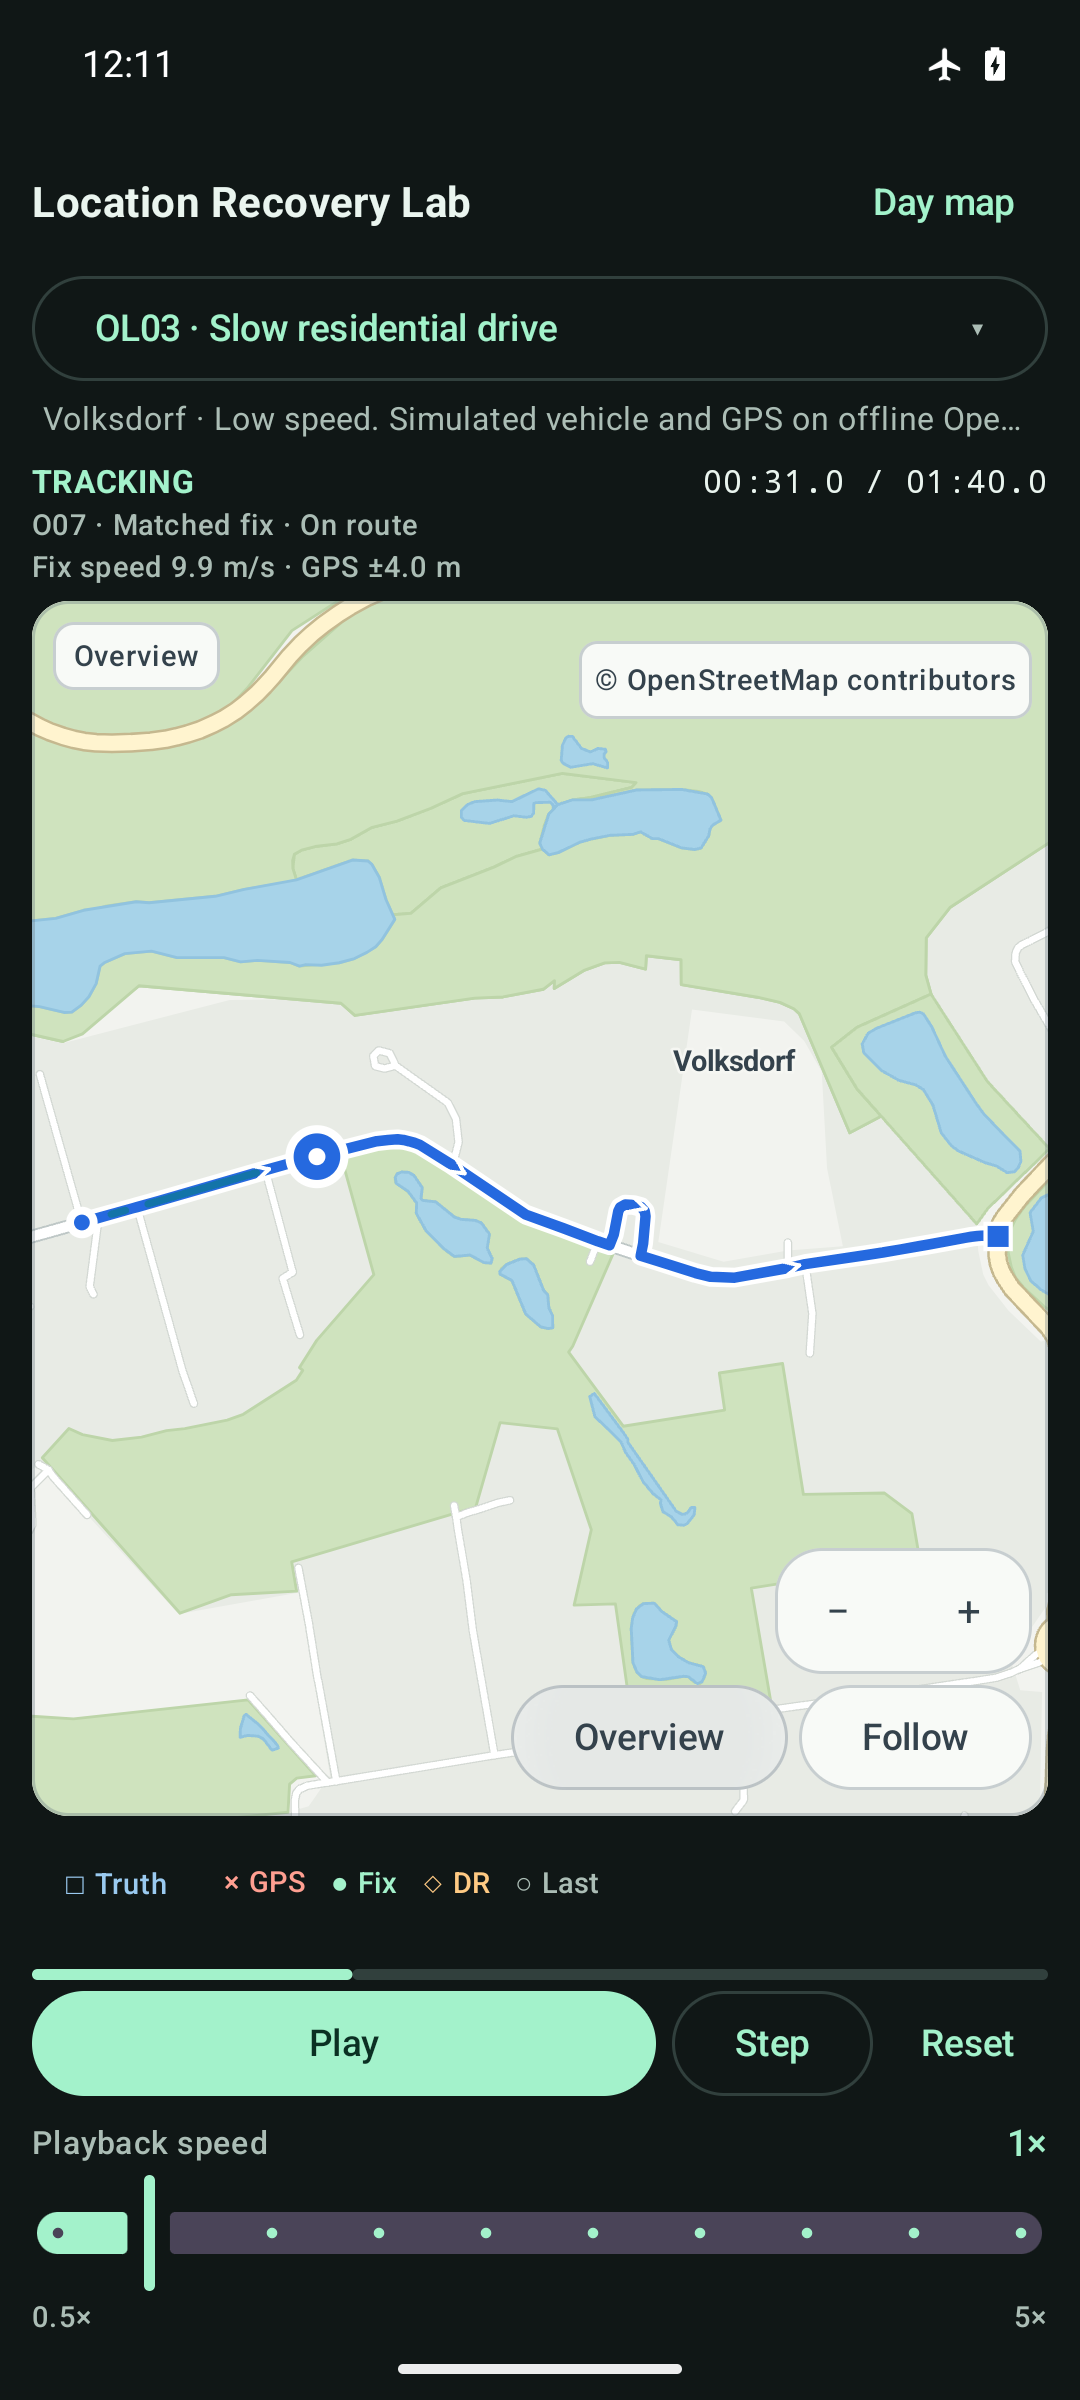 12:11
Location Recovery Lab
Day map
OL03 · Slow residential drive
Volksdorf · Low speed. Simulated vehicle and GPS on offline Ope…
TRACKING
00:31.0 / 01:40.0
O07 · Matched fix · On route
Fix speed 9.9 m/s · GPS ±4.0 m
Overview
© OpenStreetMap contributors
Volksdorf
− +
Overview
Follow
□ Truth × GPS ● Fix ◇ DR ○ Last
Play
Step
Reset
Playback speed
1×
0.5×
5×